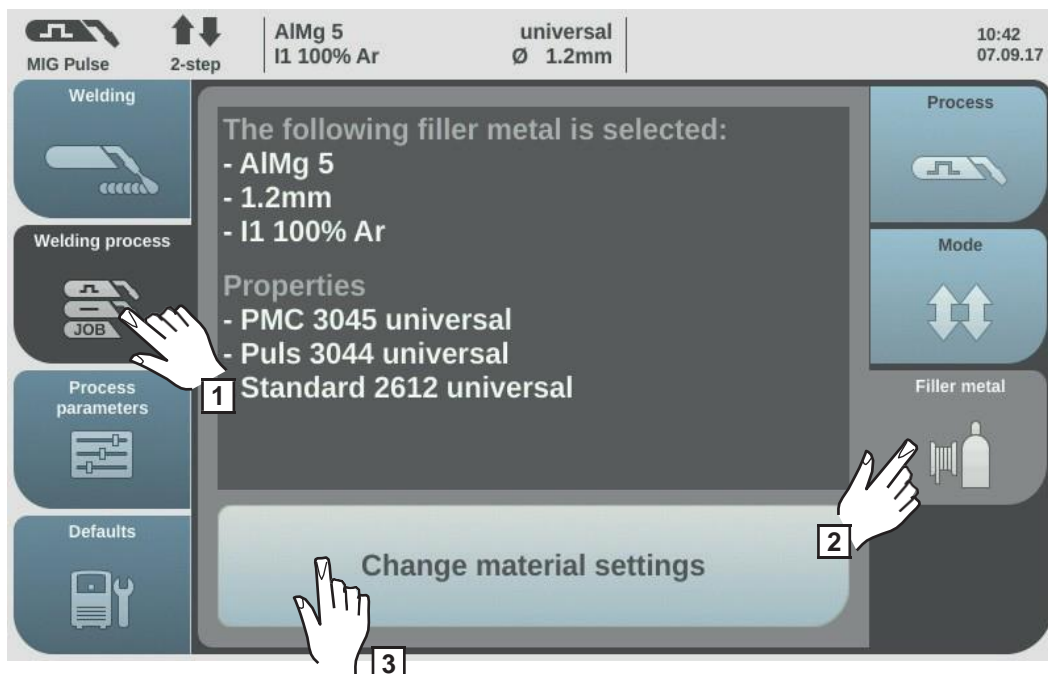 MIG Pulse
2-step
AlMg 5
I1 100% Ar
universal
Ø 1.2mm
10:42
07.09.17
Welding
Welding process
JOB
Process
parameters
Defaults
The following filler metal is selected:
- AlMg 5
- 1.2mm
- I1 100% Ar
Properties
- PMC 3045 universal
- Puls 3044 universal
Standard 2612 universal
Change material settings
Process
Mode
Filler metal
1
2
3